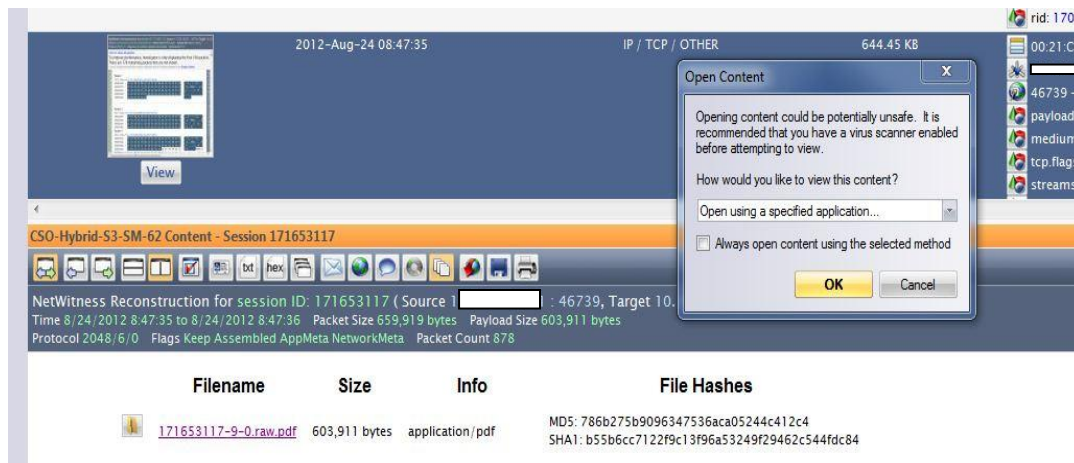 rid: 170
2012-Aug-24 08:47:35 IP / TCP / OTHER 644.45 KB
00:21:C
46739 -
payload
medium
tcp.flag
streams
View
Open Content
X
Opening content could be potentially unsafe. It is
recommended that you have a virus scanner enabled
before attempting to view.
How would you like to view this content?
Open using a specified application...
Always open content using the selected method
OK Cancel
CSO-Hybrid-S3-SM-62 Content - Session 171653117
txt hex
NetWitness Reconstruction for session ID: 171653117 ( Source 1 : 46739, Target 10.
Time 8/24/2012 8:47:35 to 8/24/2012 8:47:36 Packet Size 659,919 bytes Payload Size 603,911 bytes
Protocol 2048/6/0 Flags Keep Assembled AppMeta NetworkMeta Packet Count 878
Filename Size Info File Hashes
171653117-9-0.raw.pdf 603,911 bytes application/pdf
MD5: 786b275b9096347536aca05244c412c4
SHA1: b55b6cc7122f9c13f96a53249f29462c544fdc84